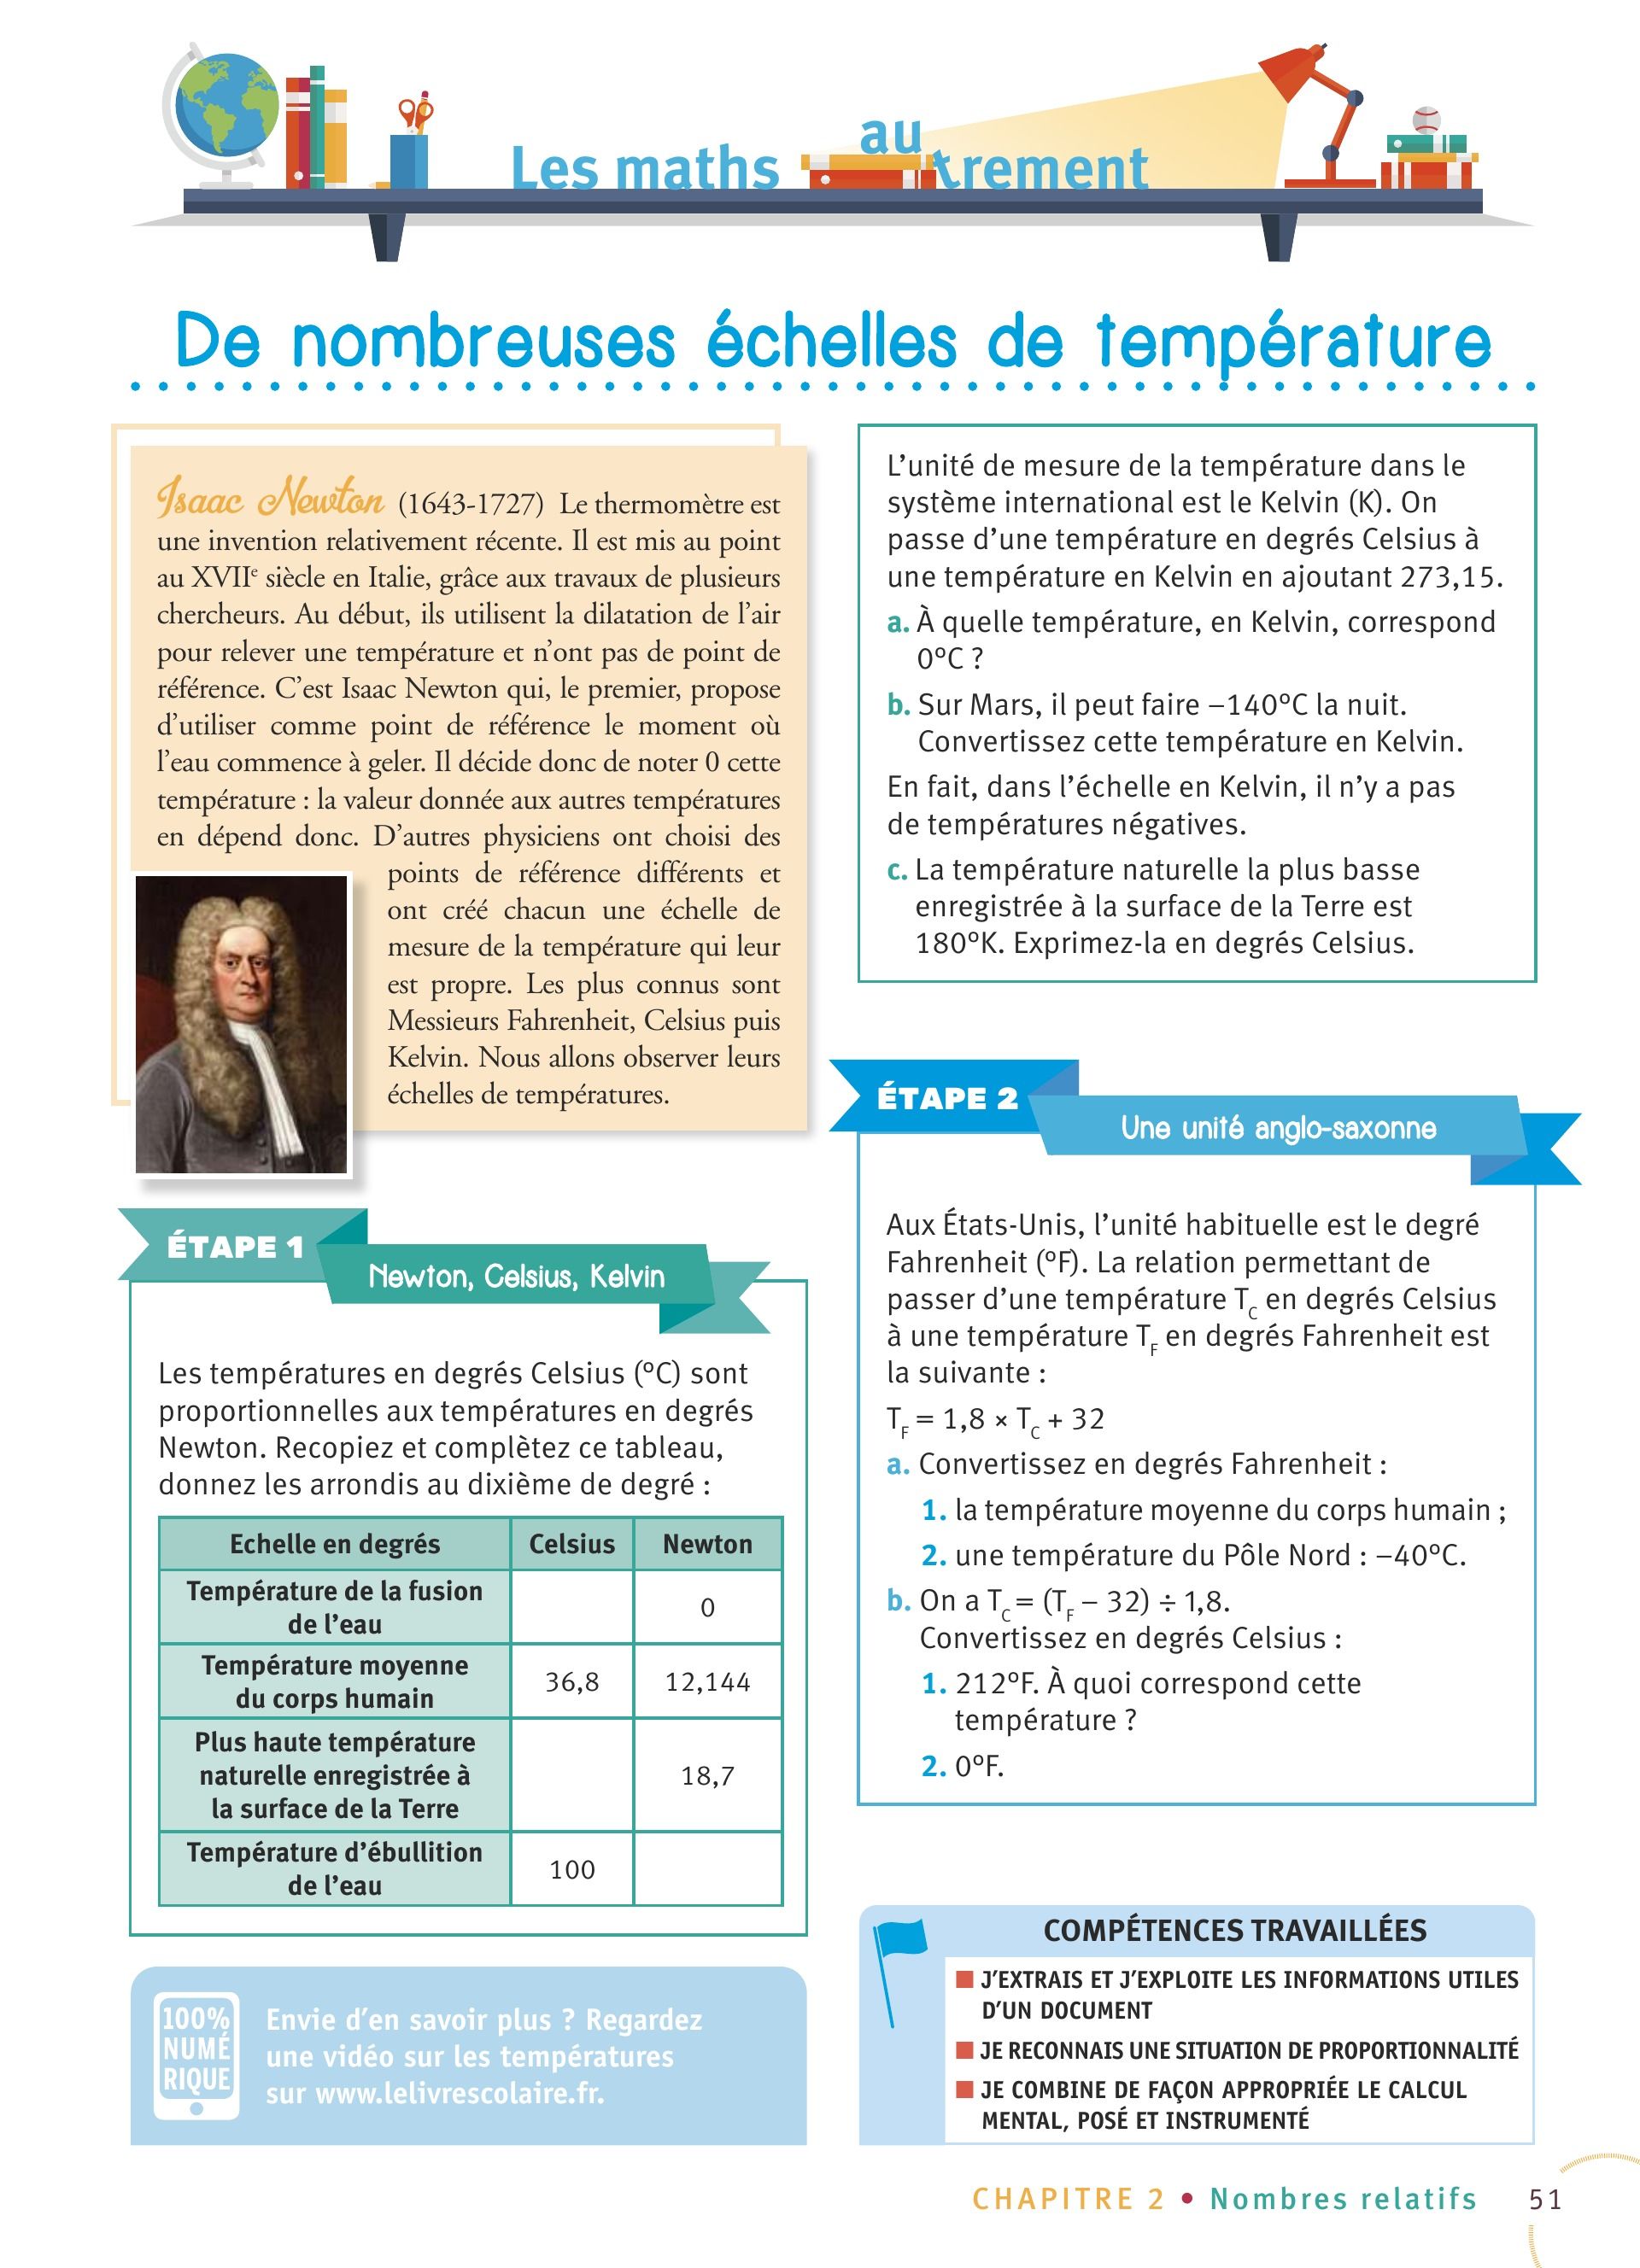 Les maths autrement
De nombreuses échelles de température
Isaac Newton (1643-1727) Le thermomètre est
une invention relativement récente. Il est mis au point
au XVIIe siècle en Italie, grâce aux travaux de plusieurs
chercheurs. Au début, ils utilisent la dilatation de l’air
pour relever une température et n’ont pas de point de
référence. C’est Isaac Newton qui, le premier, propose
d’utiliser comme point de référence le moment où
l’eau commence à geler. Il décide donc de noter 0 cette
température : la valeur donnée aux autres températures
en dépend donc. D’autres physiciens ont choisi des
points de référence différents et
ont créé chacun une échelle de
mesure de la température qui leur
est propre. Les plus connus sont
Messieurs Fahrenheit, Celsius puis
Kelvin. Nous allons observer leurs
échelles de températures.
ÉTAPE 1
Newton, Celsius, Kelvin
Les températures en degrés Celsius (°C) sont
proportionnelles aux températures en degrés
Newton. Recopiez et complètez ce tableau,
donnez les arrondis au dixième de degré :
Echelle en degrés Celsius Newton
Température de la fusion
de l’eau
0
Température moyenne
du corps humain
36,8 12,144
Plus haute température
naturelle enregistrée à
la surface de la Terre
18,7
Température d’ébullition
de l’eau
100
100%
NUMÉ
RIQUE
Envie d’en savoir plus ? Regardez
une vidéo sur les températures
sur www.lelivrescolaire.fr.
L’unité de mesure de la température dans le
système international est le Kelvin (K). On
passe d’une température en degrés Celsius à
une température en Kelvin en ajoutant 273,15.
a. À quelle température, en Kelvin, correspond
0°C ?
b. Sur Mars, il peut faire –140°C la nuit.
Convertissez cette température en Kelvin.
En fait, dans l’échelle en Kelvin, il n’y a pas
de températures négatives.
c. La température naturelle la plus basse
enregistrée à la surface de la Terre est
180°K. Exprimez-la en degrés Celsius.
ÉTAPE 2
Une unité anglo-saxonne
Aux États-Unis, l’unité habituelle est le degré
Fahrenheit (°F). La relation permettant de
passer d’une température TC en degrés Celsius
à une température TF en degrés Fahrenheit est
la suivante :
TF = 1,8 × TC + 32
a. Convertissez en degrés Fahrenheit :
1. la température moyenne du corps humain ;
2. une température du Pôle Nord : –40°C.
b. On a TC = (TF – 32) ÷ 1,8.
Convertissez en degrés Celsius :
1. 212°F. À quoi correspond cette
température ?
2. 0°F.
COMPÉTENCES TRAVAILLÉES
J’EXTRAIS ET J’EXPLOITE LES INFORMATIONS UTILES
D’UN DOCUMENT
JE RECONNAIS UNE SITUATION DE PROPORTIONNALITÉ
JE COMBINE DE FAÇON APPROPRIÉE LE CALCUL
MENTAL, POSÉ ET INSTRUMENTÉ
CHAPITRE 2 • Nombres relatifs 51